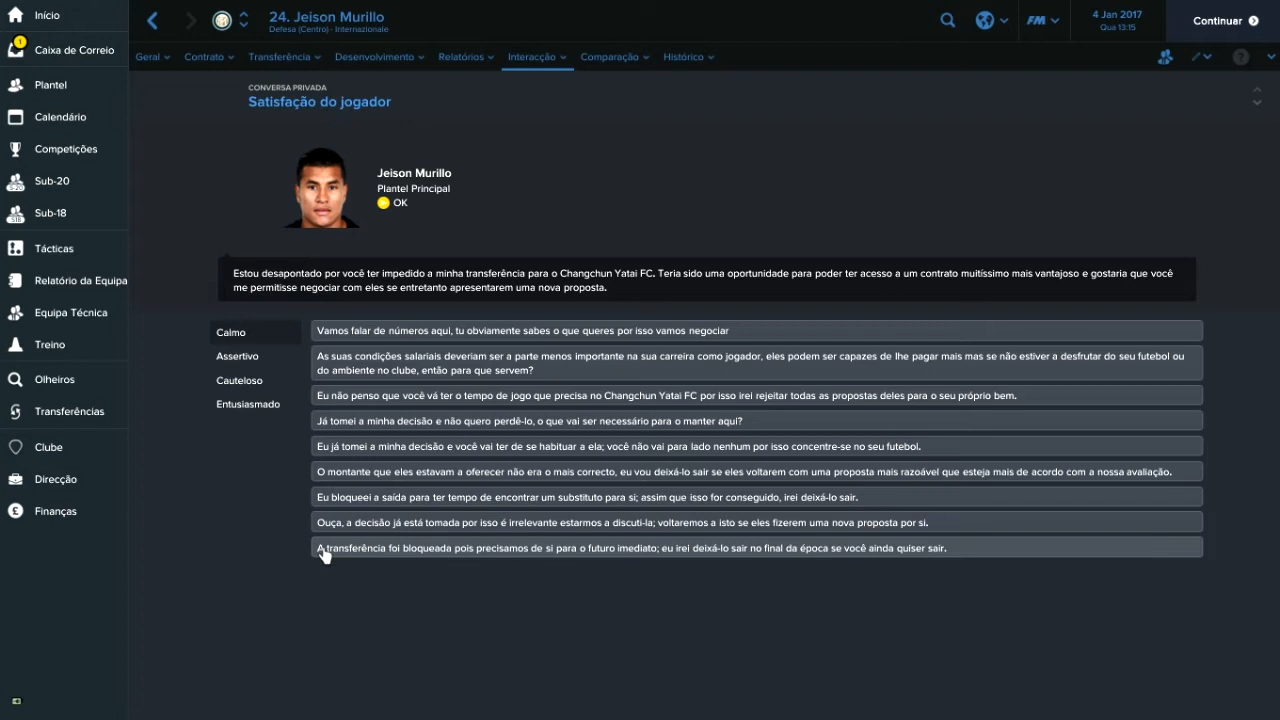 Início
24. Jeison Murillo
Defesa (Centro) - Internazionale
FM
4 Jan 2017
Qua 13:15
Continuar
1
Caixa de Correio
Geral
Contrato
Transferência
Desenvolvimento
Relatórios
Interacção
Comparação
Histórico
Plantel
Calendário
Competições
Sub-20
Sub-18
Tácticas
Relatório da Equipa
Equipa Técnica
Treino
Olheiros
Transferências
Clube
Direcção
Finanças
CONVERSA PRIVADA
Satisfação do jogador
Jeison Murillo
Plantel Principal
OK
Estou desapontado por você ter impedido a minha transferência para o Changchun Yatai FC. Teria sido uma oportunidade para poder ter acesso a um contrato muitíssimo mais vantajoso e gostaria que você
me permitisse negociar com eles se entretanto apresentarem uma nova proposta.
Calmo
Assertivo
Cauteloso
Entusiasmado
Vamos falar de números aqui, tu obviamente sabes o que queres por isso vamos negociar
As suas condições salariais deveriam ser a parte menos importante na sua carreira como jogador, eles podem ser capazes de lhe pagar mais mas se não estiver a desfrutar do seu futebol ou
do ambiente no clube, então para que servem?
Eu não penso que você vá ter o tempo de jogo que precisa no Changchun Yatai FC por isso irei rejeitar todas as propostas deles para o seu próprio bem.
Já tomei a minha decisão e não quero perdê-lo, o que vai ser necessário para o manter aqui?
Eu já tomei a minha decisão e você vai ter de se habituar a ela; você não vai para lado nenhum por isso concentre-se no seu futebol.
O montante que eles estavam a oferecer não era o mais correcto, eu vou deixá-lo sair se eles voltarem com uma proposta mais razoável que esteja mais de acordo com a nossa avaliação.
Eu bloqueei a saída para ter tempo de encontrar um substituto para si; assim que isso for conseguido, irei deixá-lo sair.
Ouça, a decisão já está tomada por isso é irrelevante estarmos a discuti-la; voltaremos a isto se eles fizerem uma nova proposta por si.
A transferência foi bloqueada pois precisamos de si para o futuro imediato; eu irei deixá-lo sair no final da época se você ainda quiser sair.